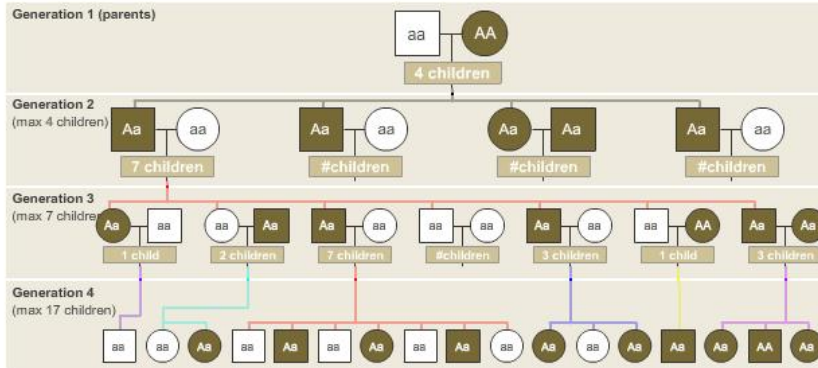 Generation 1 (parents)
aa AA
4 children
Generation 2
(max 4 children)
Aa aa Aa aa Aa Aa Aa aa
7 children #children #children #children
Generation 3
(max 7 children
Aa aa aa Aa Aa aa aa aa Aa aa aa AA Aa Aa
1 child 2 children 7 children #children 3 children 1 child 3 children
Generation 4
(max 17 children)
aa aa Aa aa Aa aa Aa aa Aa aa Aa aa Aa Aa Aa AA Aa